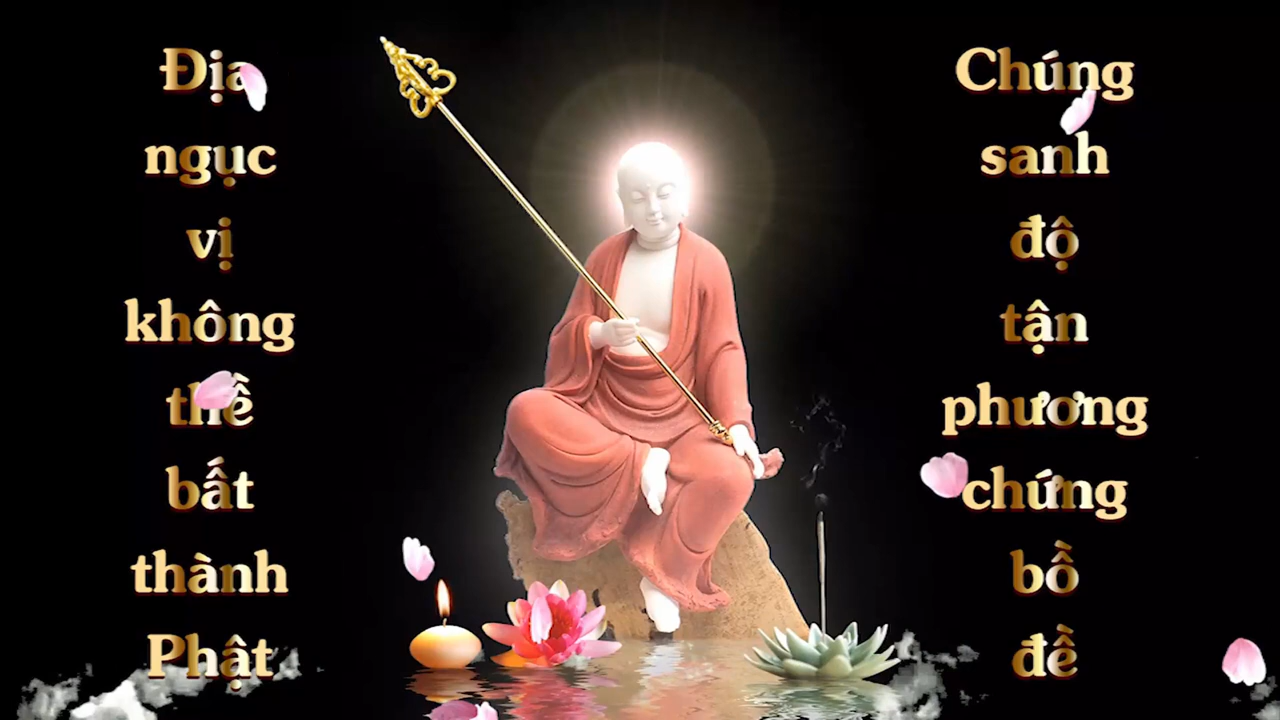 Địa
ngục
vị
không
thề
bất
thành
Phật
Chúng
sanh
độ
tận
phương
chứng
bồ
đề